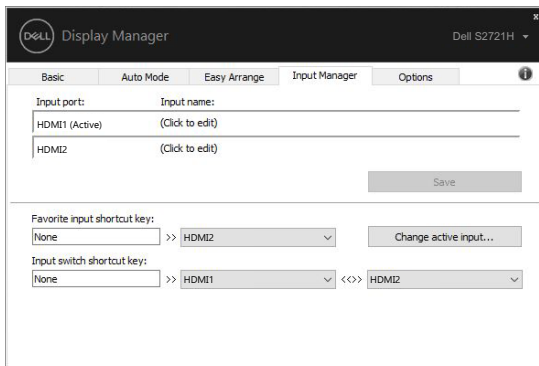 x
DELL Display Manager Dell S2721H
Basic Auto Mode Easy Arrange Input Manager Options i
Input port: Input name:
HDMI1 (Active) (Click to edit)
HDMI2 (Click to edit)
Save
Favorite input shortcut key:
None >> HDMI2 Change active input...
Input switch shortcut key:
None >> HDMI1 <<>> HDMI2